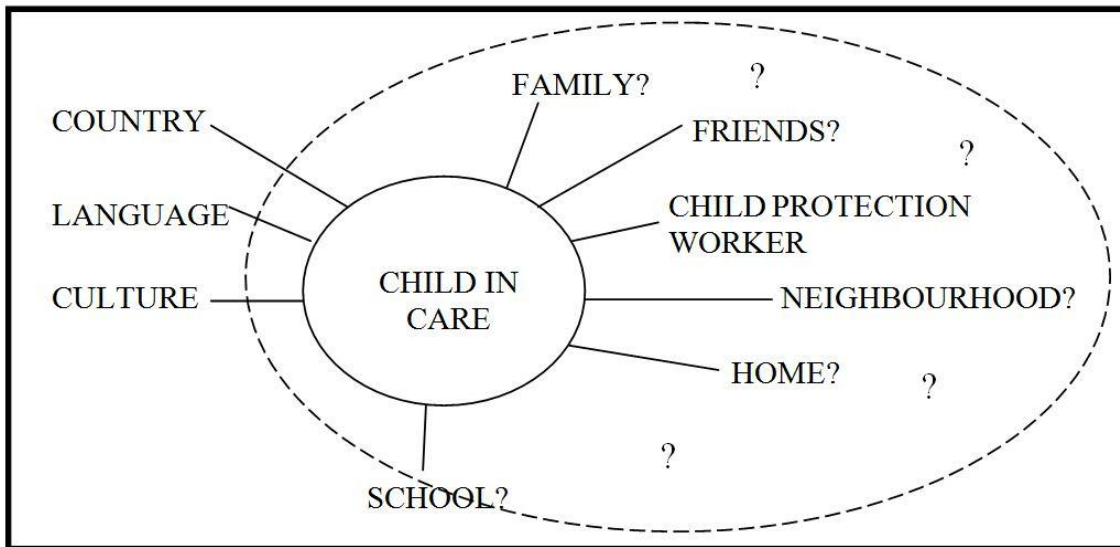 FAMILY?
?
COUNTRY
FRIENDS?
?
LANGUAGE
CHILD PROTECTION
WORKER
CHILD IN
CARE
CULTURE
NEIGHBOURHOOD?
HOME?
?
?
SCHOOL?